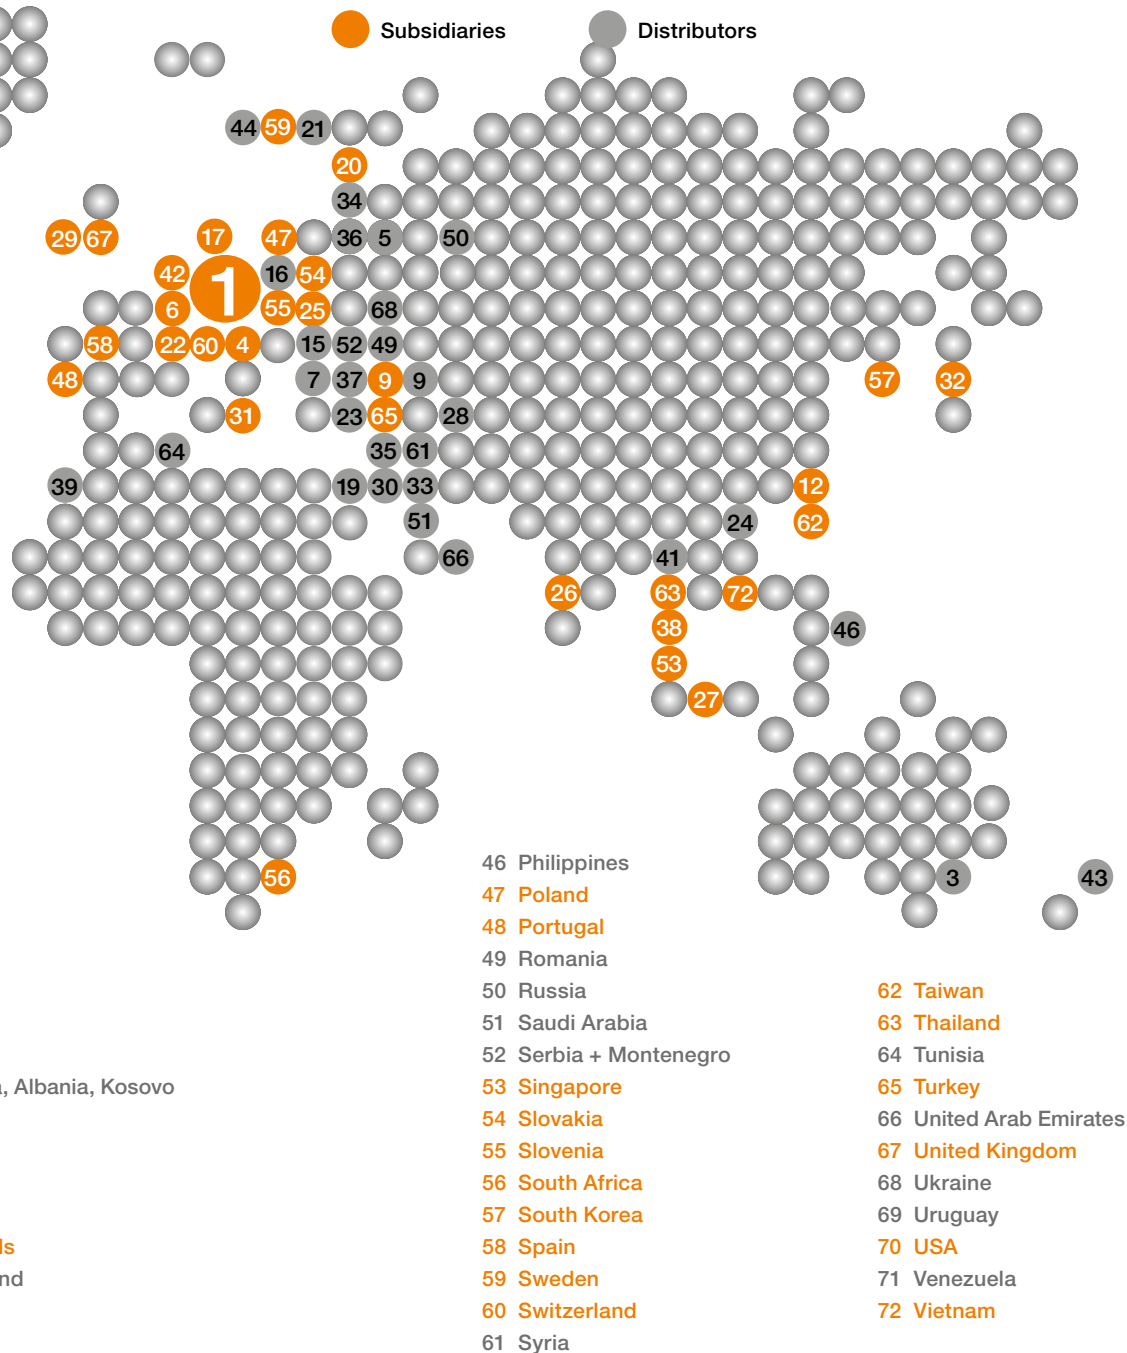 Subsidiaries
Distributors
44 59 21
20
34
29 67 17 47 36 5 50
42 1 16 54
6 55 25 68
58 22 60 4 15 52 49
48 7 37 9 9 57 32
31 23 65 28
64 35 61
39 19 30 33 12
51 24 62
66 41
26 63 72
38 46
53
27
56 3 43
46 Philippines
47 Poland
48 Portugal
49 Romania
50 Russia
51 Saudi Arabia
52 Serbia + Montenegro
53 Singapore
54 Slovakia
55 Slovenia
56 South Africa
57 South Korea
58 Spain
59 Sweden
60 Switzerland
61 Syria
62 Taiwan
63 Thailand
64 Tunisia
65 Turkey
66 United Arab Emirates
67 United Kingdom
68 Ukraine
69 Uruguay
70 USA
71 Venezuela
72 Vietnam
, Albania, Kosovo